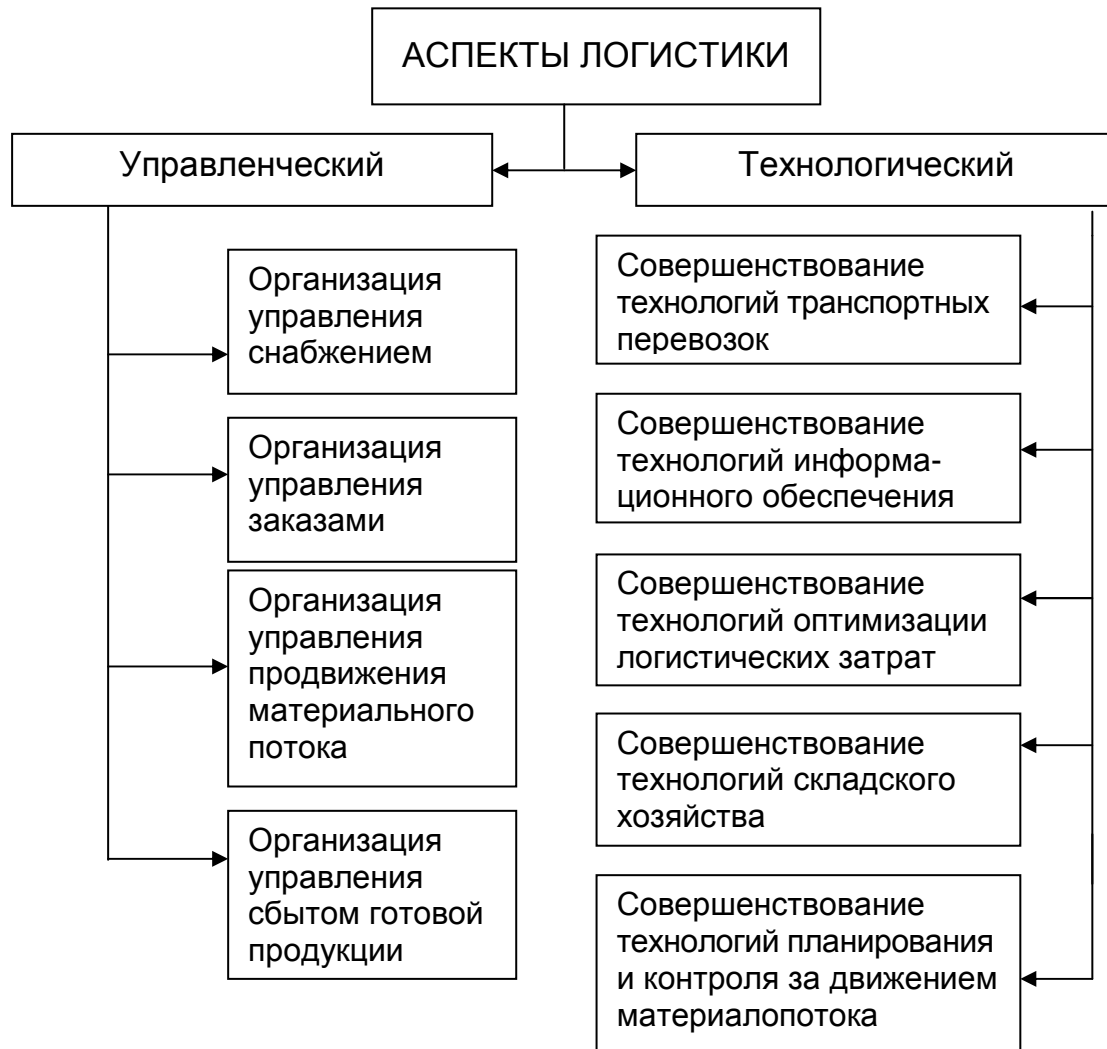 АСПЕКТЫ ЛОГИСТИКИ
Управленческий
Технологический
Организация
управления
снабжением
Организация
управления
заказами
Организация
управления
продвижения
материального
потока
Организация
управления
сбытом готовой
продукции
Совершенствование
технологий транспортных
перевозок
Совершенствование
технологий информа-
ционного обеспечения
Совершенствование
технологий оптимизации
логистических затрат
Совершенствование
технологий складского
хозяйства
Совершенствование
технологий планирования
и контроля за движением
материалопотока